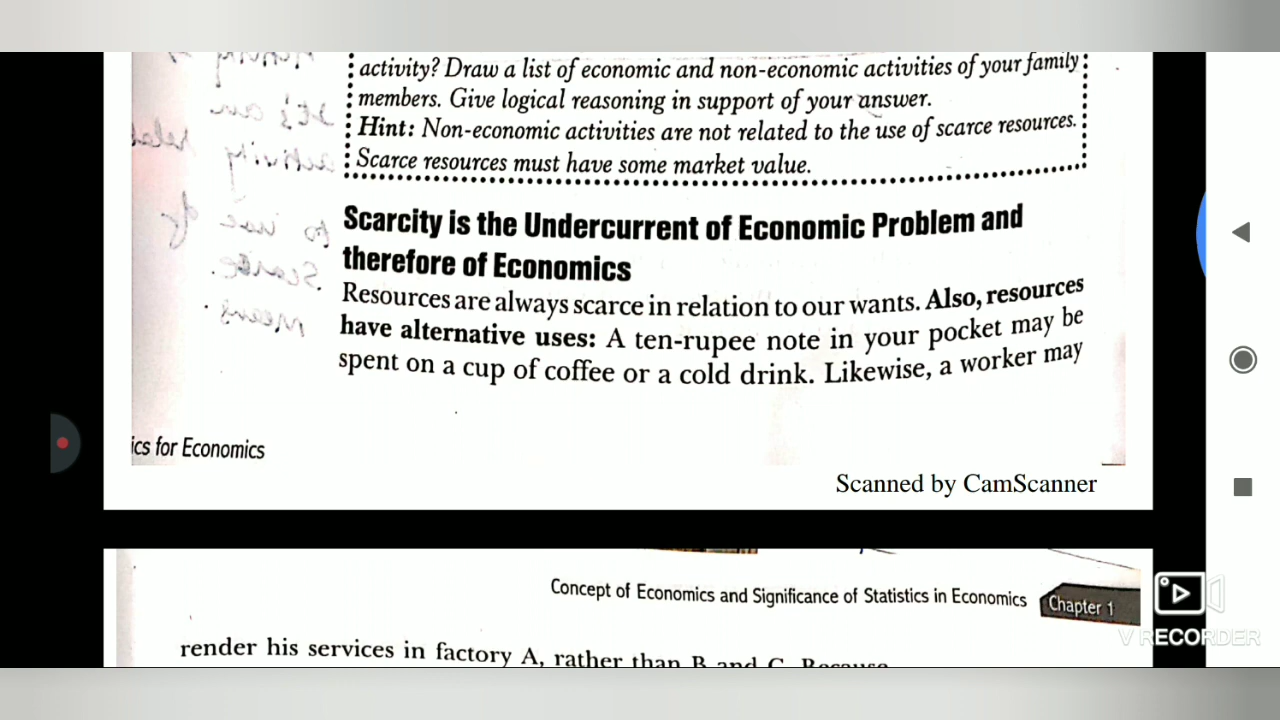 activity? Draw a list of economic and non-economic activities of your family
members. Give logical reasoning in support of your answer.
Hint: Non-economic activities are not related to the use of scarce resources.
Scarce resources must have some market value.
Scarcity is the Undercurrent of Economic Problem and
therefore of Economics
Resources are always scarce in relation to our wants. Also, resources
have alternative uses: A ten-rupee note in your pocket may be
spent on a cup of coffee or a cold drink. Likewise, a worker may
ics for Economics
Scanned by CamScanner
Concept of Economics and Significance of Statistics in Economics
Chapter 1
render his services in factory A, rather than B and C. Because
V RECORDER